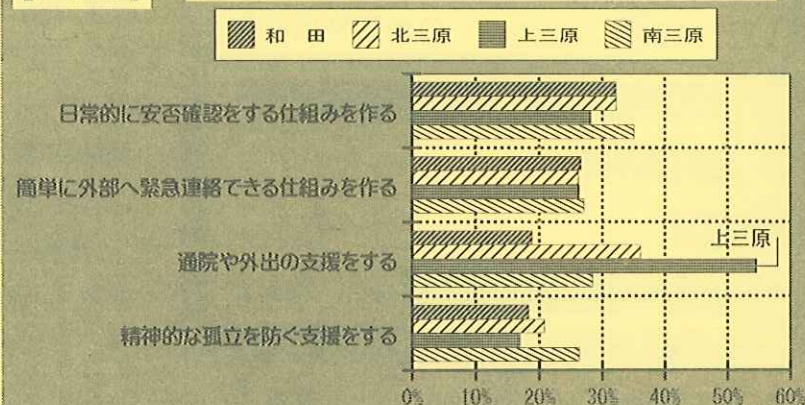 和 田 北三原 上三原 南三原
日常的に安否確認をする仕組みを作る
簡単に外部へ緊急連絡できる仕組みを作る
上三原
通院や外出の支援をする
精神的な孤立を防ぐ支援をする
0% 10% 20% 30% 40% 50% 60%